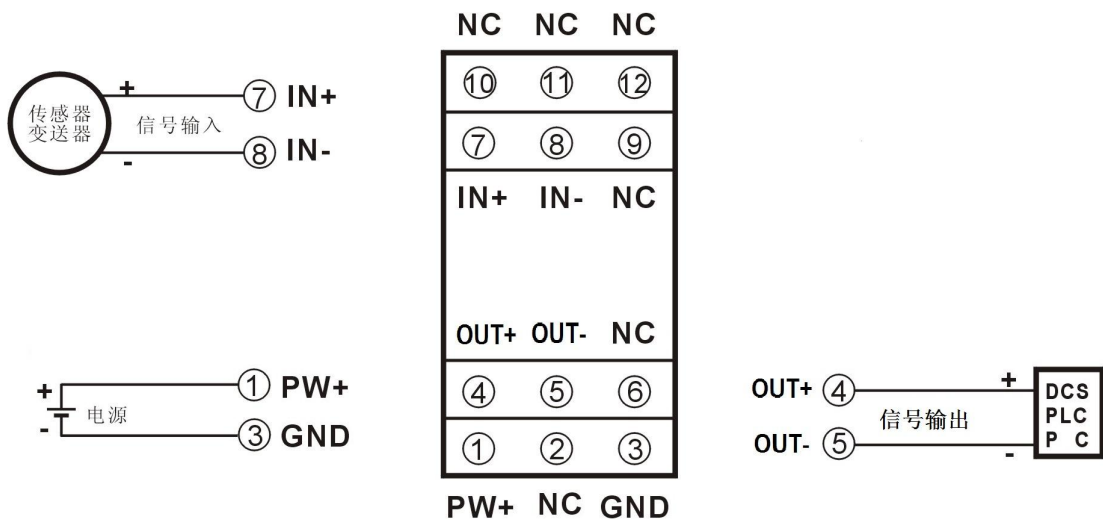 NC NC NC
⑩ ⑪ ⑫
⑦ ⑧ ⑨
IN+ IN- NC
OUT+ OUT- NC
④ ⑤ ⑥
① ② ③
PW+ NC GND
传感器
变送器
+
信号输入
-
⑦ IN+
⑧ IN-
+
电源
-
① PW+
③ GND
OUT+ ④
信号输出
OUT- ⑤
+
-
DCS
PLC
P C